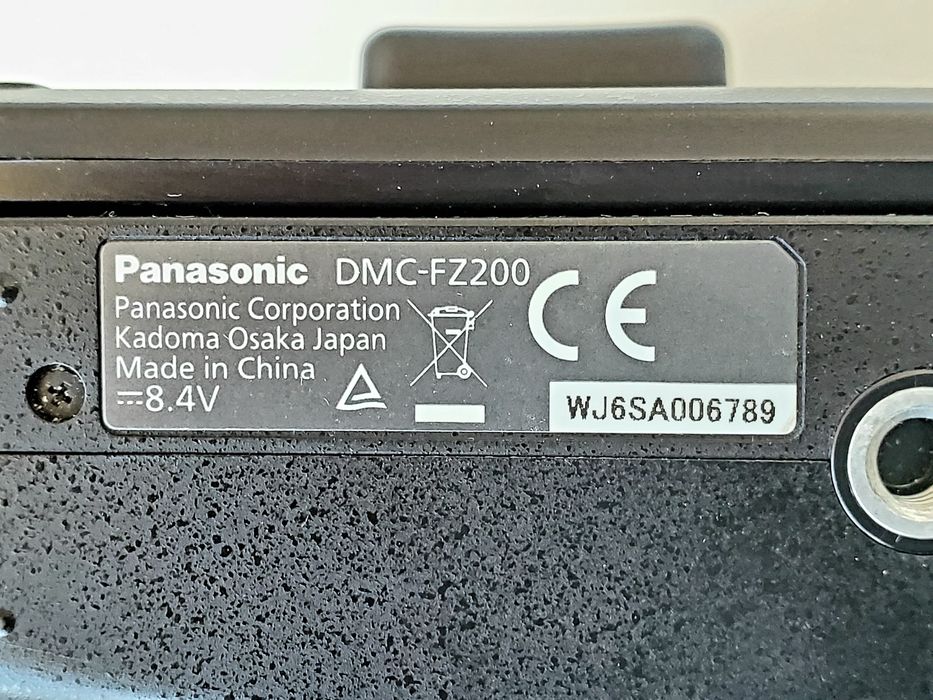 Panasonic DMC-FZ200
Panasonic Corporation
Kadoma Osaka Japan
Made in China
⎓8.4V
CE
WJ6SA006789